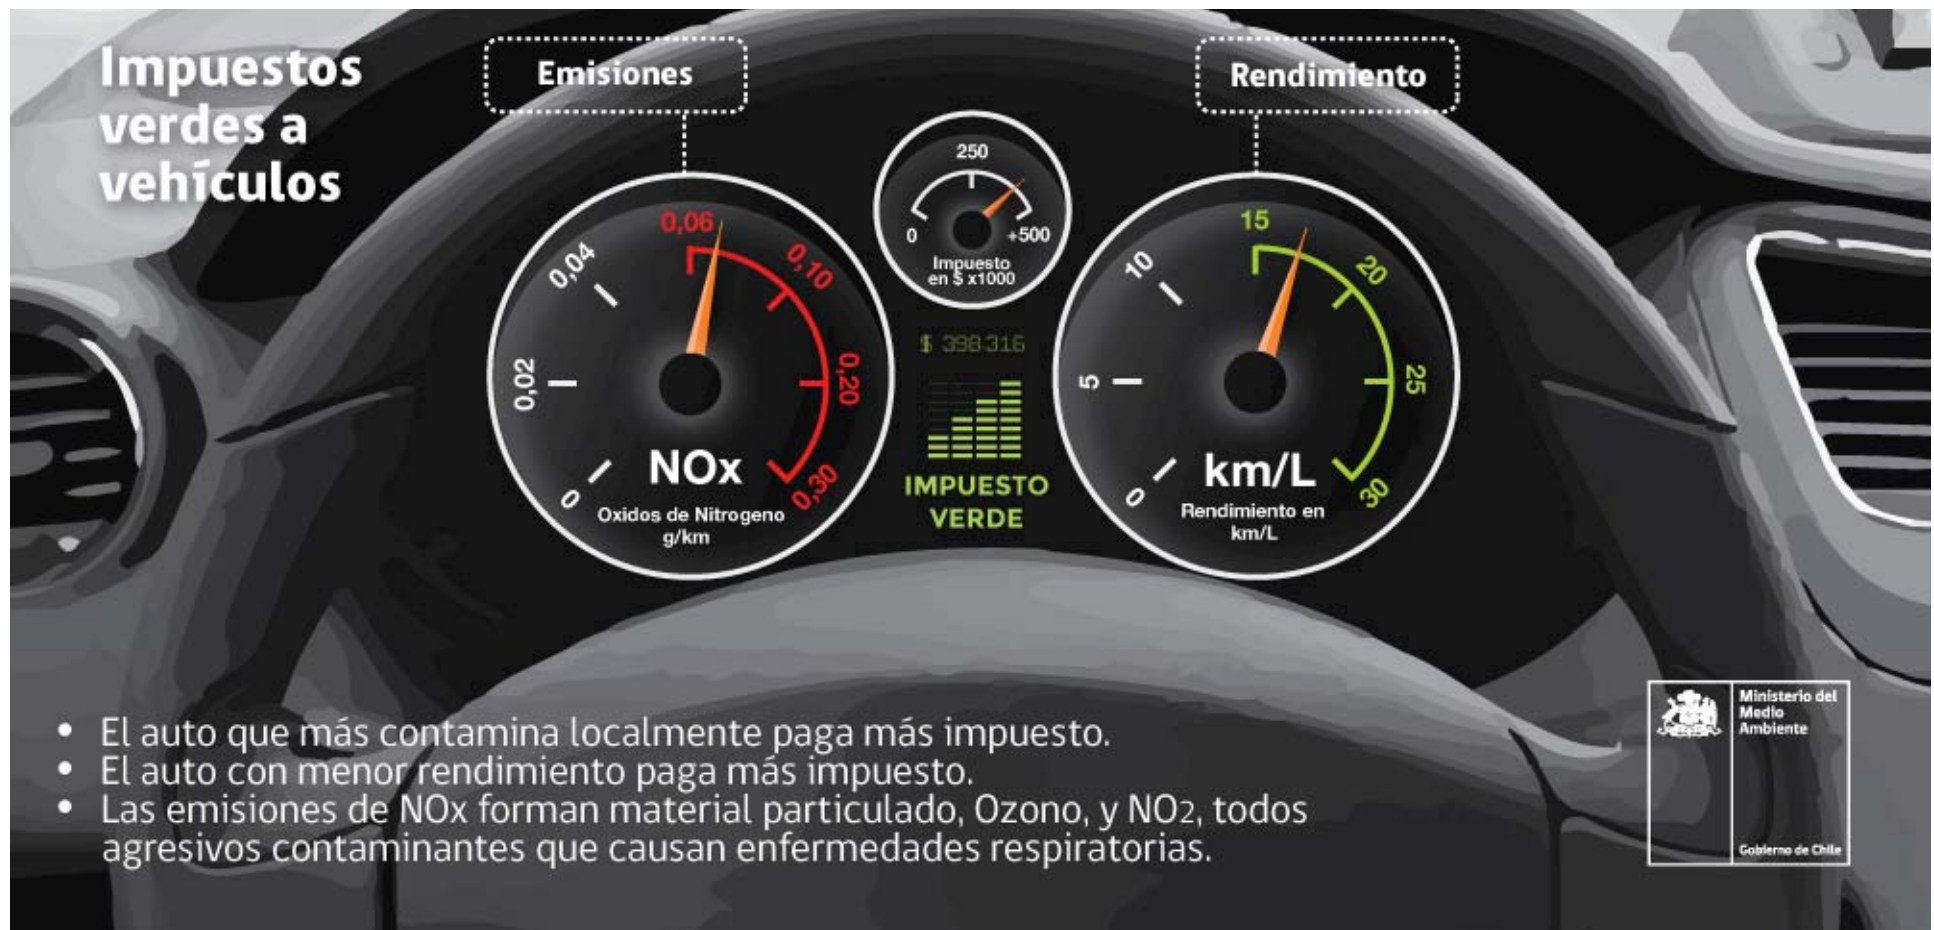 Impuestos
verdes a
vehículos
Emisiones
Rendimiento
0
0,02
0,04
0,06
0,10
0,20
0,30
NOx
Oxidos de Nitrogeno
g/km
0
250
+500
Impuesto
en $ x1000
$ 398.316
IMPUESTO
VERDE
0
5
10
15
20
25
30
km/L
Rendimiento en
km/L
• El auto que más contamina localmente paga más impuesto.
• El auto con menor rendimiento paga más impuesto.
• Las emisiones de NOx forman material particulado, Ozono, y NO2, todos
agresivos contaminantes que causan enfermedades respiratorias.
Ministerio del
Medio
Ambiente
Gobierno de Chile